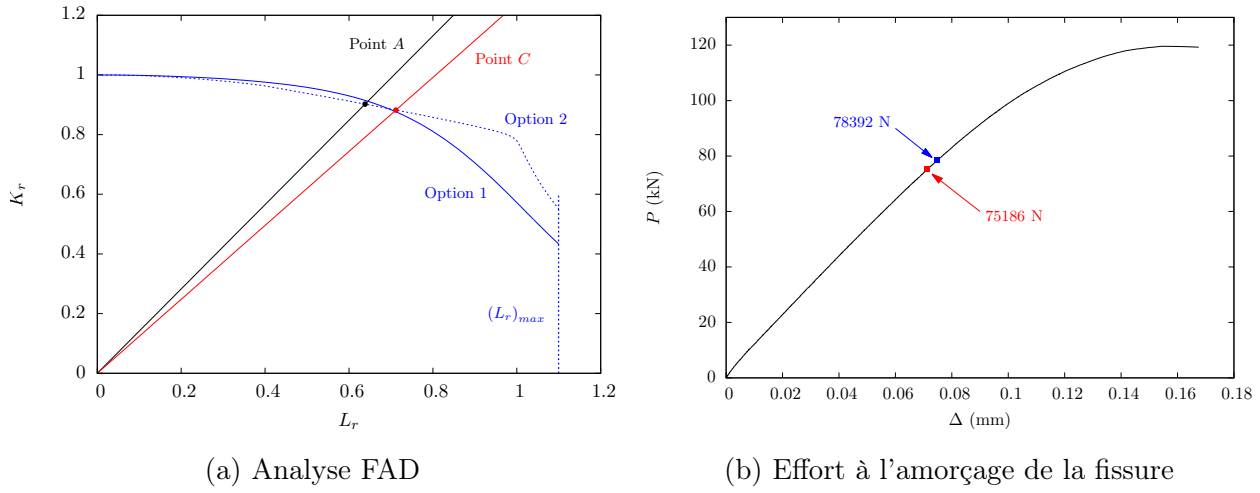 1.2
1
0.8
0.6
0.4
0.2
0
0 0.2 0.4 0.6 0.8 1 1.2
K_r
L_r
Point A
Point C
Option 2
Option 1
(L_r)_{max}
(a) Analyse FAD
120
100
80
60
40
20
0
0 0.02 0.04 0.06 0.08 0.1 0.12 0.14 0.16 0.18
P (kN)
Δ (mm)
78392 N
75186 N
(b) Effort à l'amorçage de la fissure